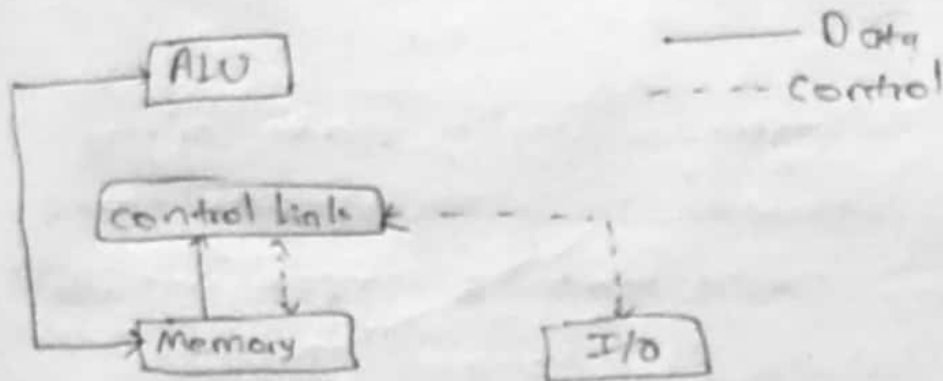 Data
ALU
Control
Control Link
Memory
I/O